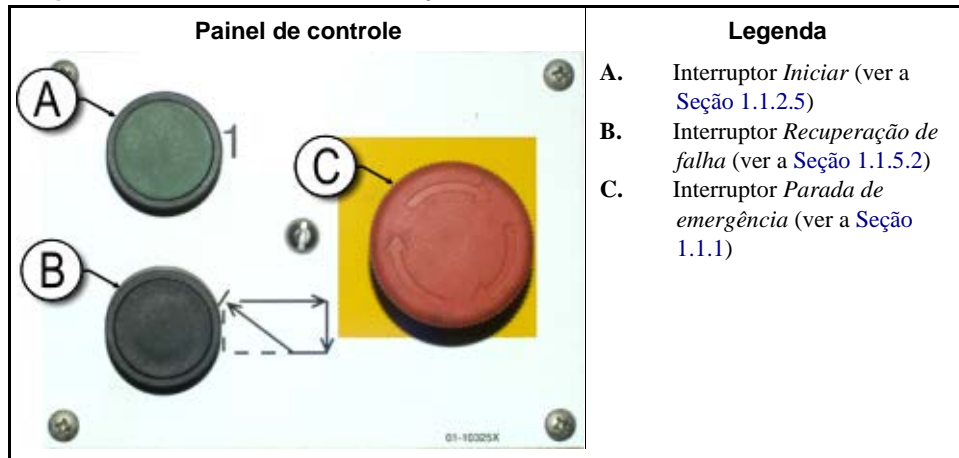 Painel de controle
Legenda
A
1
C
B
01-10325X
A. Interruptor Iniciar (ver a
Seção 1.1.2.5)
B. Interruptor Recuperação de
falha (ver a Seção 1.1.5.2)
C. Interruptor Parada de
emergência (ver a Seção
1.1.1)